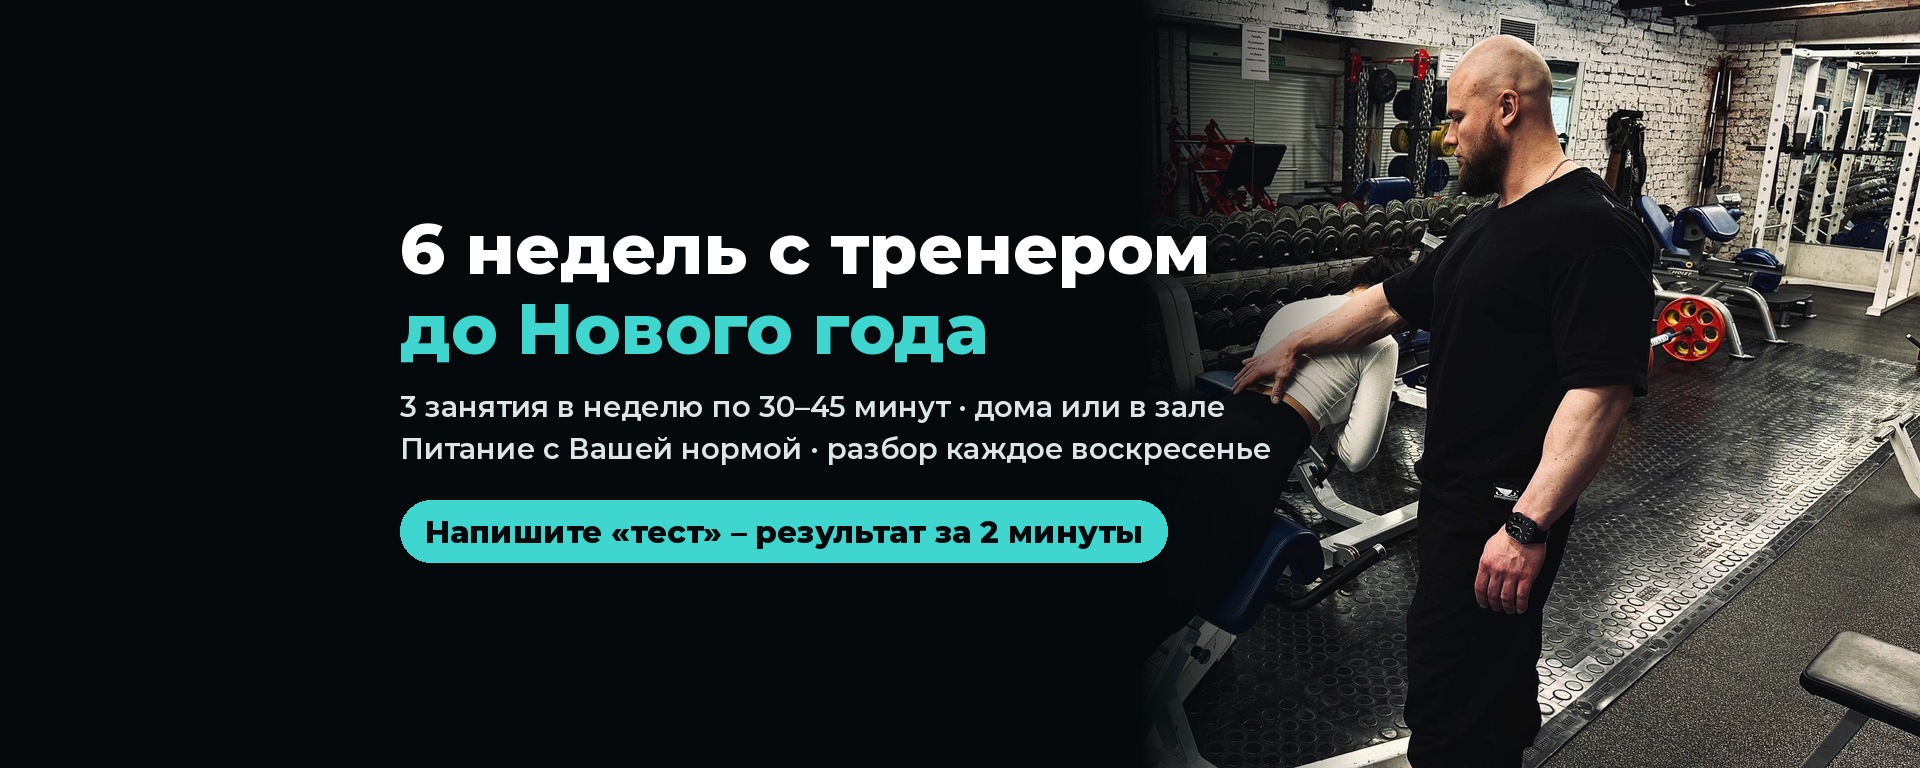 6 недель с тренером
до Нового года
3 занятия в неделю по 30–45 минут · дома или в зале
Питание с Вашей нормой · разбор каждое воскресенье
Напишите «тест» – результат за 2 минуты
HOIST